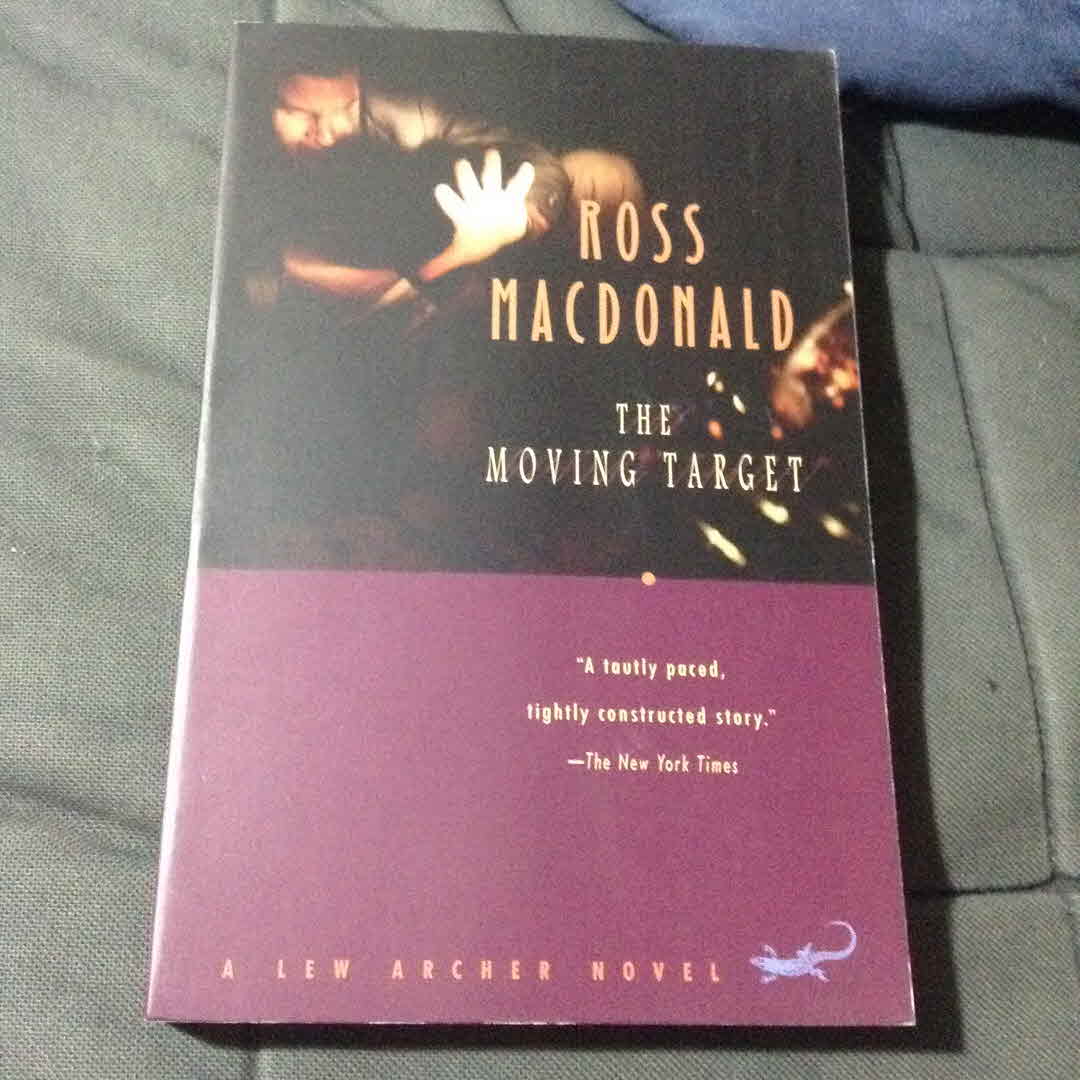 ROSS
MACDONALD
THE
MOVING TARGET
"A tautly paced,
tightly constructed story."
—The New York Times
A LEW ARCHER NOVEL